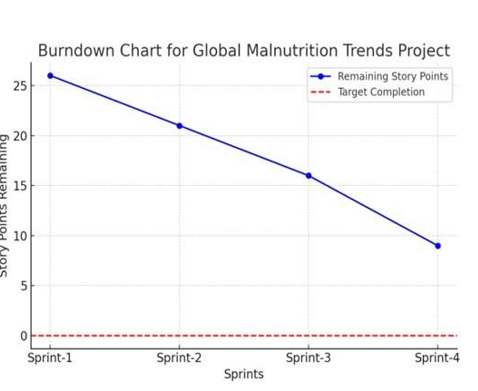 Burndown Chart for Global Malnutrition Trends Project
Remaining Story Points
Target Completion
Story Points Remaining
25
20
15
10
5
0
Sprint-1 Sprint-2 Sprint-3 Sprint-4
Sprints